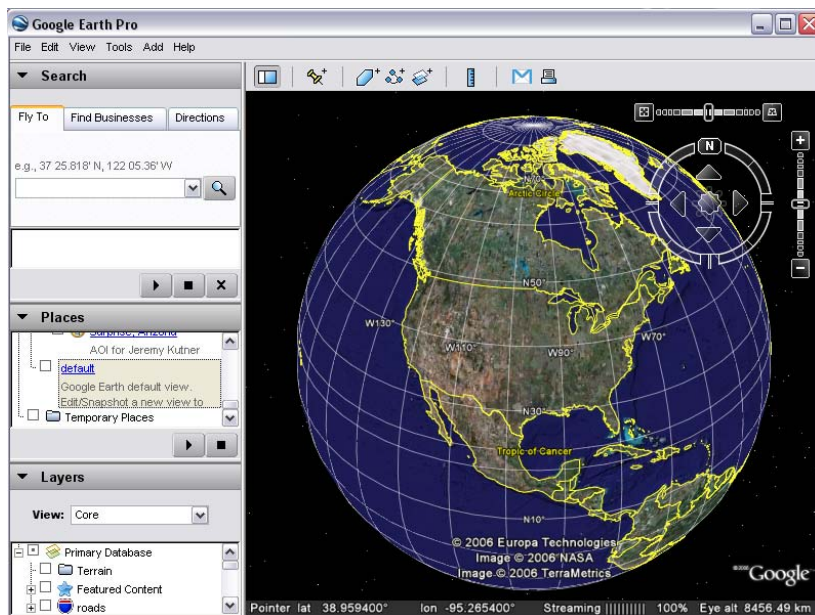 Google Earth Pro
File Edit View Tools Add Help
Search
Fly To Find Businesses Directions
e.g., 37 25.818' N, 122 05.36' W
Places
Surprise, Arizona
AOI for Jeremy Kutner
default
Google Earth default view.
Edit/Snapshot a new view to
Temporary Places
Layers
View: Core
Primary Database
Terrain
Featured Content
roads
N
N70°
Arctic Circle
N50°
W130°
W110°
W90°
W70°
N30°
Tropic of Cancer
N10°
© 2006 Europa Technologies
Image © 2006 NASA
Image © 2006 TerraMetrics
Google
Pointer lat 38.959400° lon -95.265400° Streaming 100% Eye alt 8456.49 km